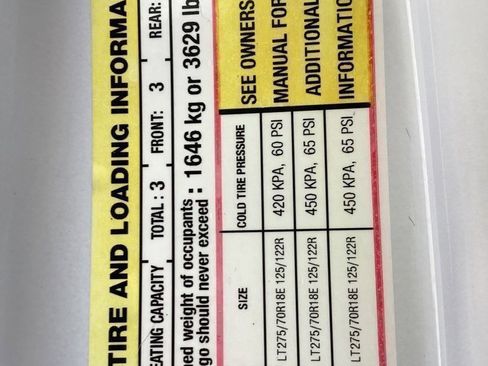 TIRE AND LOADING INFORMA
EATING CAPACITY TOTAL : 3 FRONT: 3 REAR:
ned weight of occupants
go should never exceed : 1646 kg or 3629 lb
SIZE COLD TIRE PRESSURE SEE OWNERS
LT275/70R18E 125/122R 420 KPA, 60 PSI MANUAL FOR
LT275/70R18E 125/122R 450 KPA, 65 PSI ADDITIONAL
LT275/70R18E 125/122R 450 KPA, 65 PSI INFORMATION